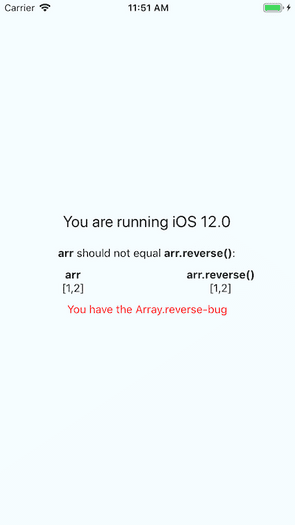 Carrier 11:51 AM
You are running iOS 12.0
arr should not equal arr.reverse():
arr arr.reverse()
[1,2] [1,2]
You have the Array.reverse-bug